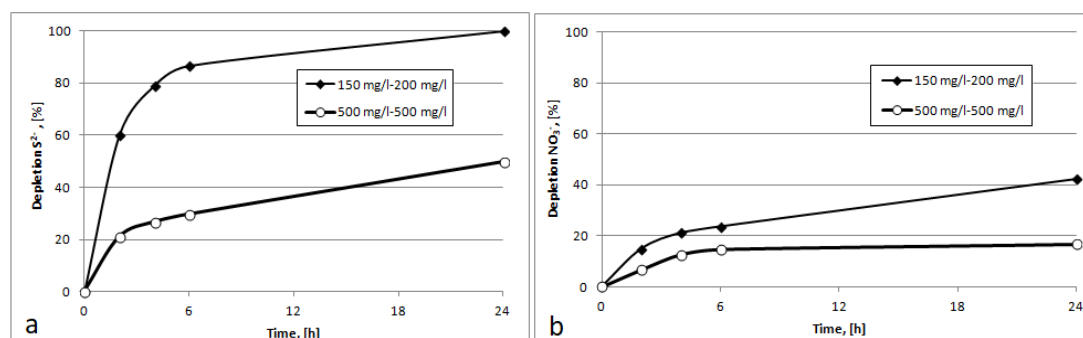 100
80
60
40
20
0
Depletion S²⁻ , [%]
150 mg/l-200 mg/l
500 mg/l-500 mg/l
0 6 12 18 24
Time, [h]
a
100
80
60
40
20
0
Depletion NO₃⁻, [%]
150 mg/l-200 mg/l
500 mg/l-500 mg/l
0 6 12 18 24
Time, [h]
b